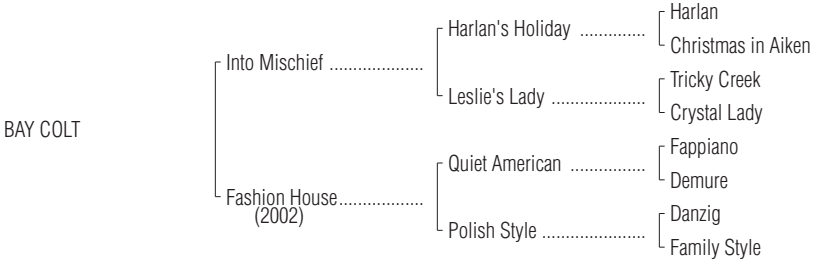 Harlan
Harlan's Holiday ..............
Christmas in Aiken
Into Mischief ....................
Tricky Creek
Leslie's Lady ....................
Crystal Lady
BAY COLT
Fappiano
Quiet American ................
Demure
Fashion House..................
(2002)
Danzig
Polish Style ......................
Family Style